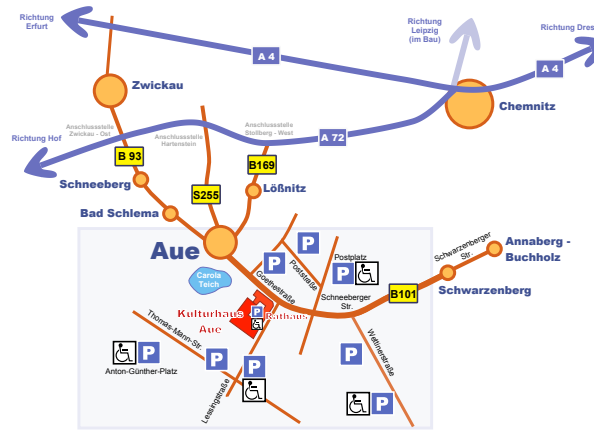 Richtung
Erfurt
Richtung
Leipzig
(im Bau)
Richtung Dres
A 4
A 4
Zwickau
Chemnitz
Anschlussstelle
Zwickau - Ost
Anschlussstelle
Hartenstein
Anschlussstelle
Stollberg - West
A 72
Richtung Hof
B 93
B169
S255
Schneeberg
Lößnitz
Bad Schlema
Aue
Carola
Teich
P
P
Poststraße
Goethestraße
Postplatz
P
Schneeberger
Str.
B101
Schwarzenberger
Str.
Annaberg -
Buchholz
Schwarzenberg
Kulturhaus
Aue
P
Rathaus
Thomas-Mann-Str.
P
Anton-Günther-Platz
P
P
Lessingstraße
P
Wettinerstraße
P